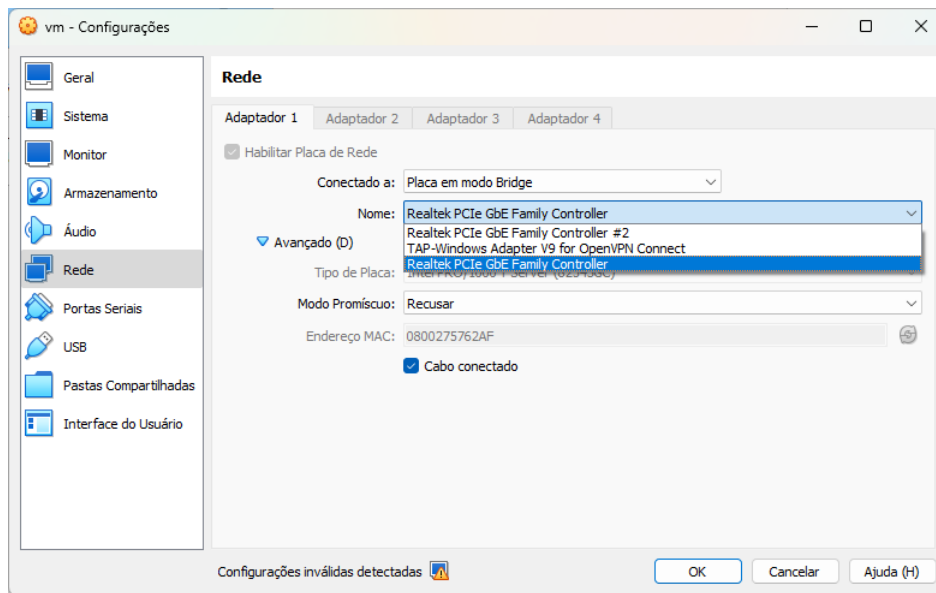 vm - Configurações
Geral
Sistema
Monitor
Armazenamento
Áudio
Rede
Portas Seriais
USB
Pastas Compartilhadas
Interface do Usuário
Rede
Adaptador 1 Adaptador 2 Adaptador 3 Adaptador 4
Habilitar Placa de Rede
Conectado a: Placa em modo Bridge
Nome: Realtek PCIe GbE Family Controller
Realtek PCIe GbE Family Controller #2
Avançado (D) TAP-Windows Adapter V9 for OpenVPN Connect
Realtek PCIe GbE Family Controller
Tipo de Placa: Server
Modo Promíscuo: Recusar
Endereço MAC: 0800275762AF
Cabo conectado
Configurações inválidas detectadas
OK Cancelar Ajuda (H)